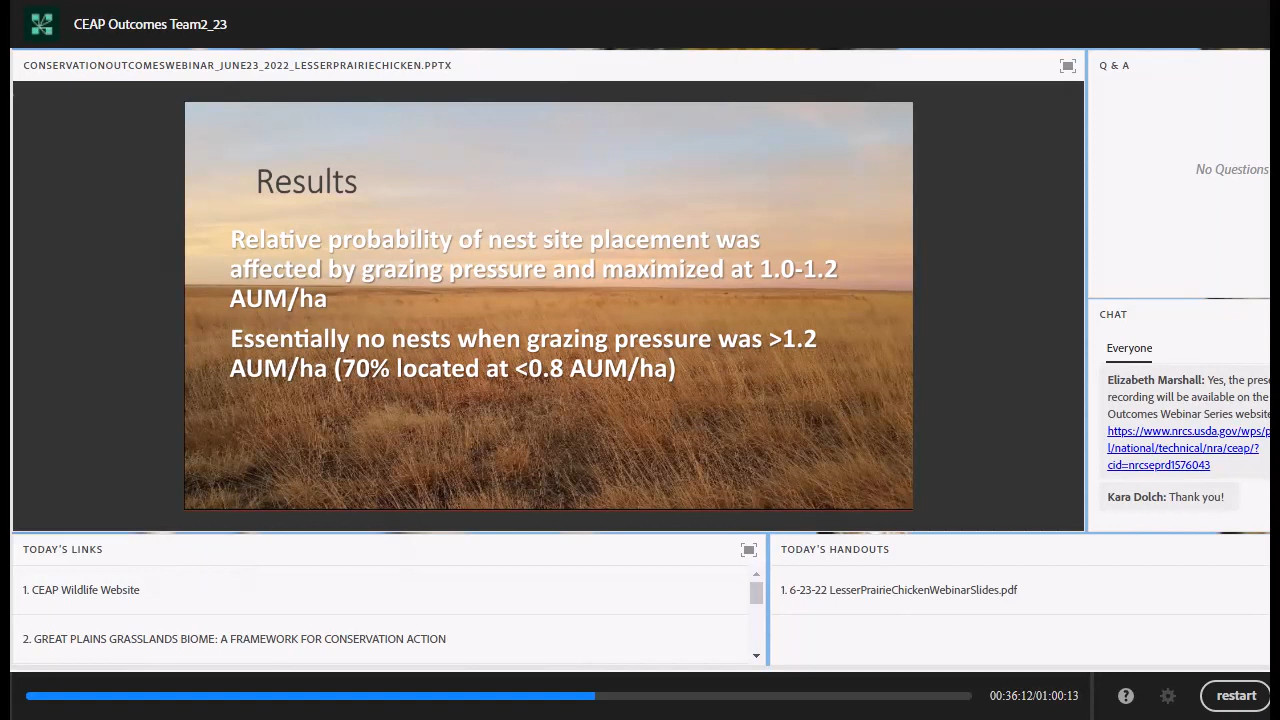 CEAP Outcomes Team2_23
CONSERVATIONOUTCOMESWEBINAR_JUNE23_2022_LESSERPRAIRIECHICKEN.PPTX
Results
Relative probability of nest site placement was
affected by grazing pressure and maximized at 1.0-1.2
AUM/ha
Essentially no nests when grazing pressure was >1.2
AUM/ha (70% located at <0.8 AUM/ha)
Q & A
No Questions
CHAT
Everyone
Elizabeth Marshall: Yes, the
recording will be available on the
Outcomes Webinar Series website
https://www.nrcs.usda.gov/wps/p
l/national/technical/nra/ceap/?
cid=nrcseprd1576043
Kara Dolch: Thank you!
TODAY'S LINKS
1. CEAP Wildlife Website
2. GREAT PLAINS GRASSLANDS BIOME: A FRAMEWORK FOR CONSERVATION ACTION
TODAY'S HANDOUTS
1. 6-23-22 LesserPrairieChickenWebinarSlides.pdf
00:36:12/01:00:13
?
restart